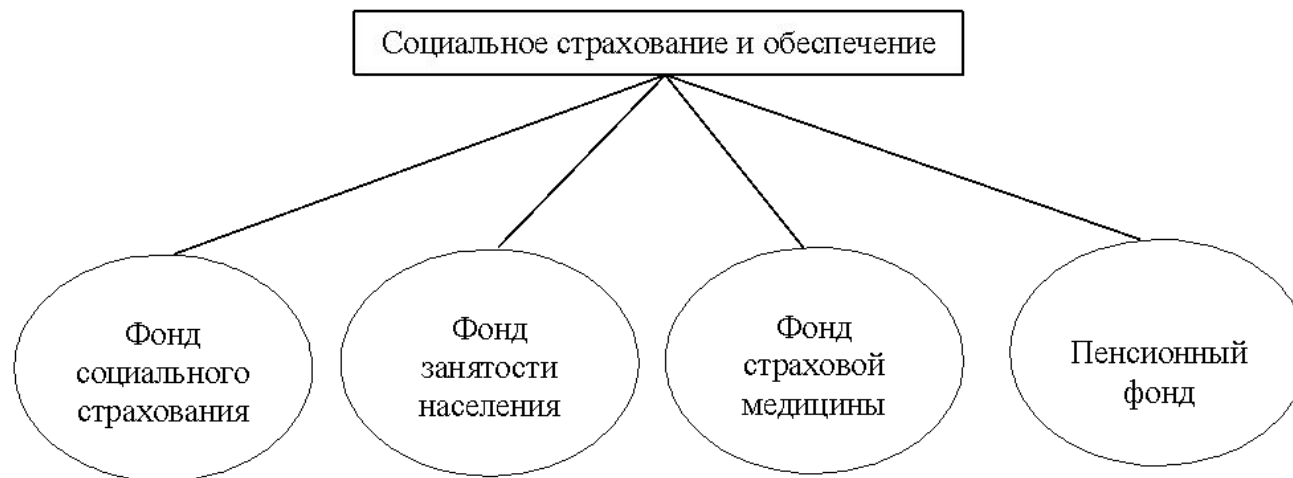 Социальное страхование и обеспечение
Фонд
социального
страхования
Фонд
занятости
населения
Фонд
страховой
медицины
Пенсионный
фонд